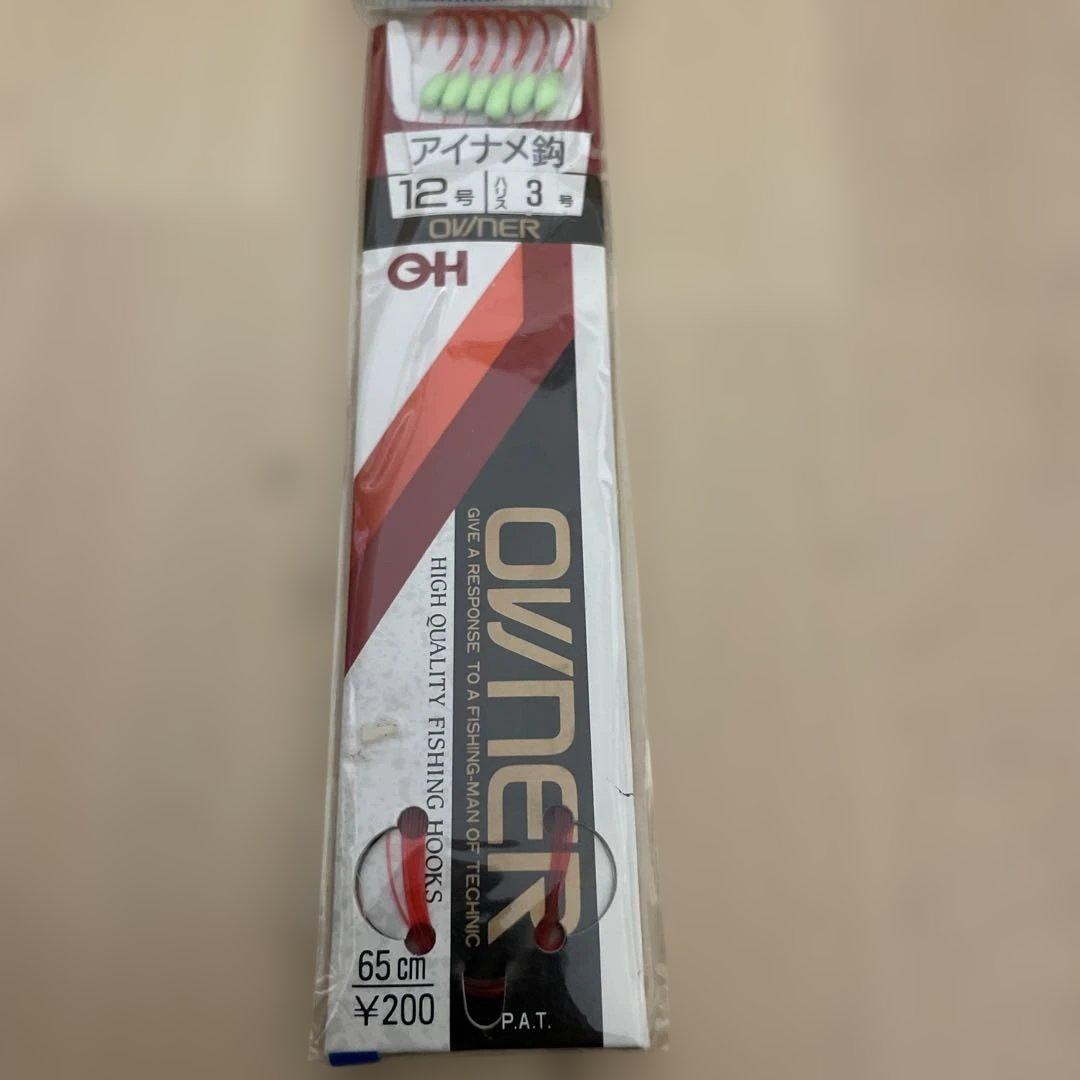 アイナメ鈎
12号 ハリス 3号
OWNER
OH
OWNER
GIVE A RESPONSE TO A FISHING-MAN OF TECHNIC
HIGH QUALITY FISHING HOOKS
65cm
¥200
P.A.T.